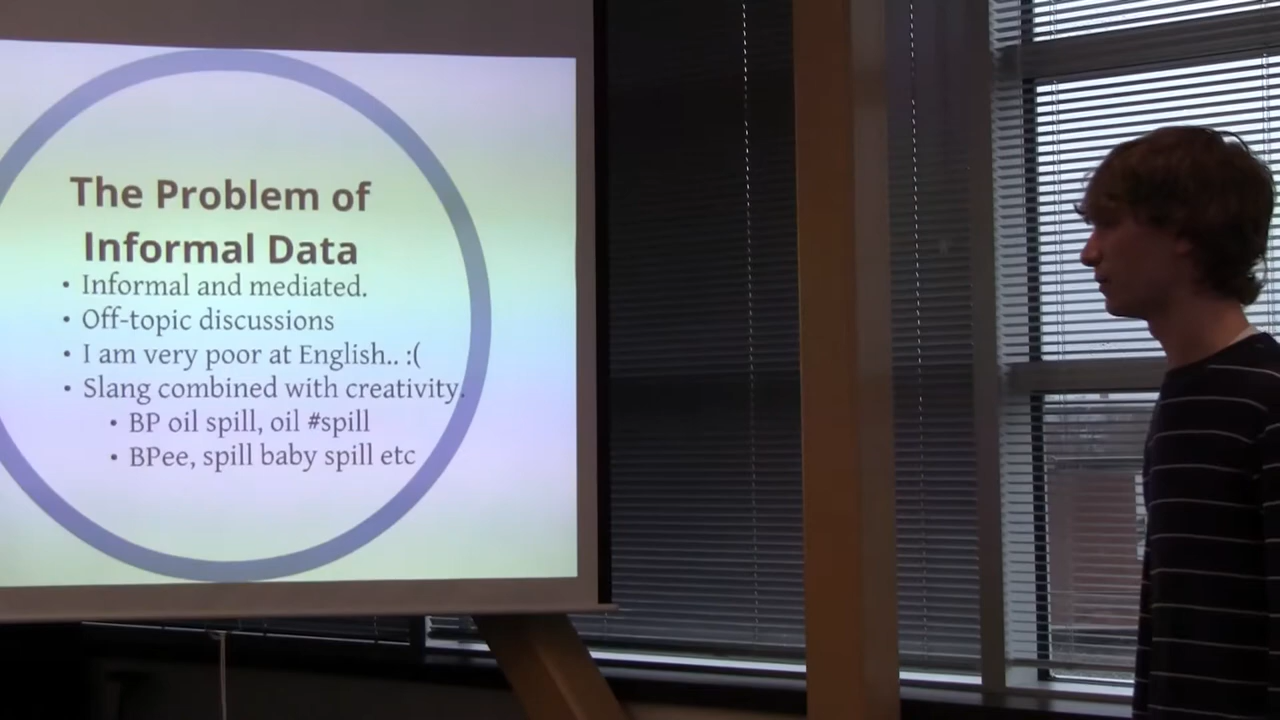 The Problem of
Informal Data
• Informal and mediated.
• Off-topic discussions
• I am very poor at English.. :(
• Slang combined with creativity.
• BP oil spill, oil #spill
• BPee, spill baby spill etc